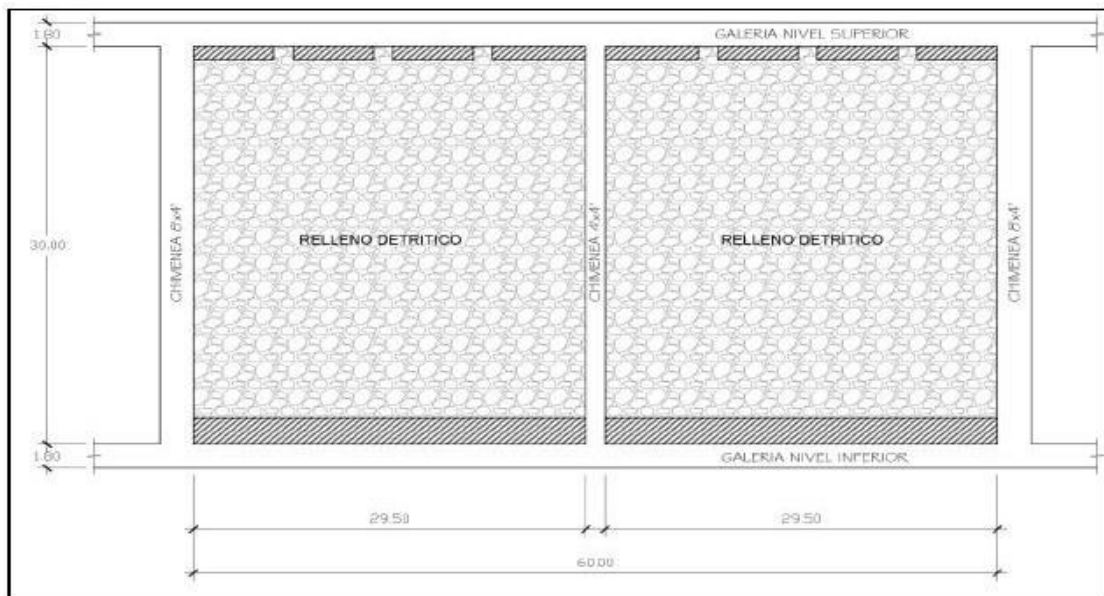 1.80
GALERIA NIVEL SUPERIOR
30.00
CHIMENEA 8x4'
RELLENO DETRITICO
CHIMENEA 4x4'
RELLENO DETRÍTICO
CHIMENEA 8x4'
1.80
GALERIA NIVEL INFERIOR
29.50
29.50
60.00